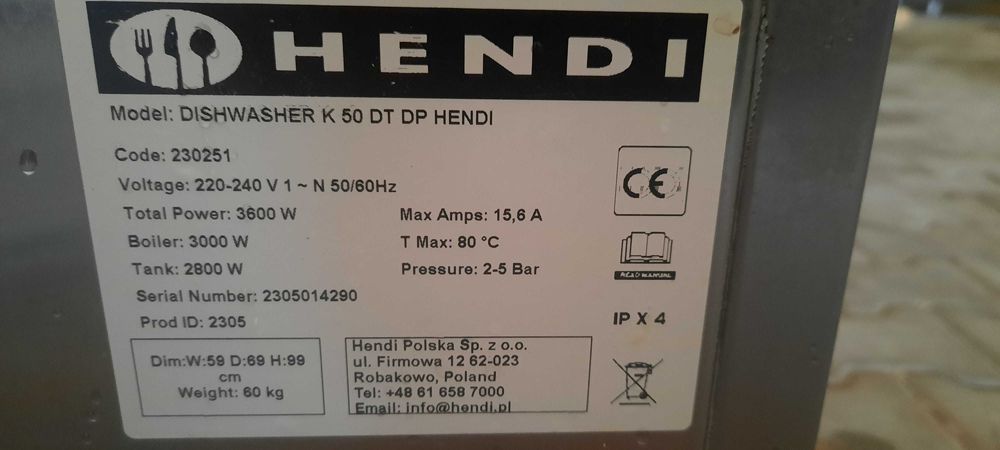 HENDI
Model: DISHWASHER K 50 DT DP HENDI
Code: 230251
Voltage: 220-240 V 1 ~ N 50/60Hz
Total Power: 3600 W Max Amps: 15,6 A
Boiler: 3000 W T Max: 80 °C
Tank: 2800 W Pressure: 2-5 Bar
Serial Number: 2305014290
Prod ID: 2305
CE
READ MANUAL
IP X 4
Dim:W:59 D:69 H:99
cm
Weight: 60 kg
Hendi Polska Sp. z o.o.
ul. Firmowa 12 62-023
Robakowo, Poland
Tel: +48 61 658 7000
Email: info@hendi.pl